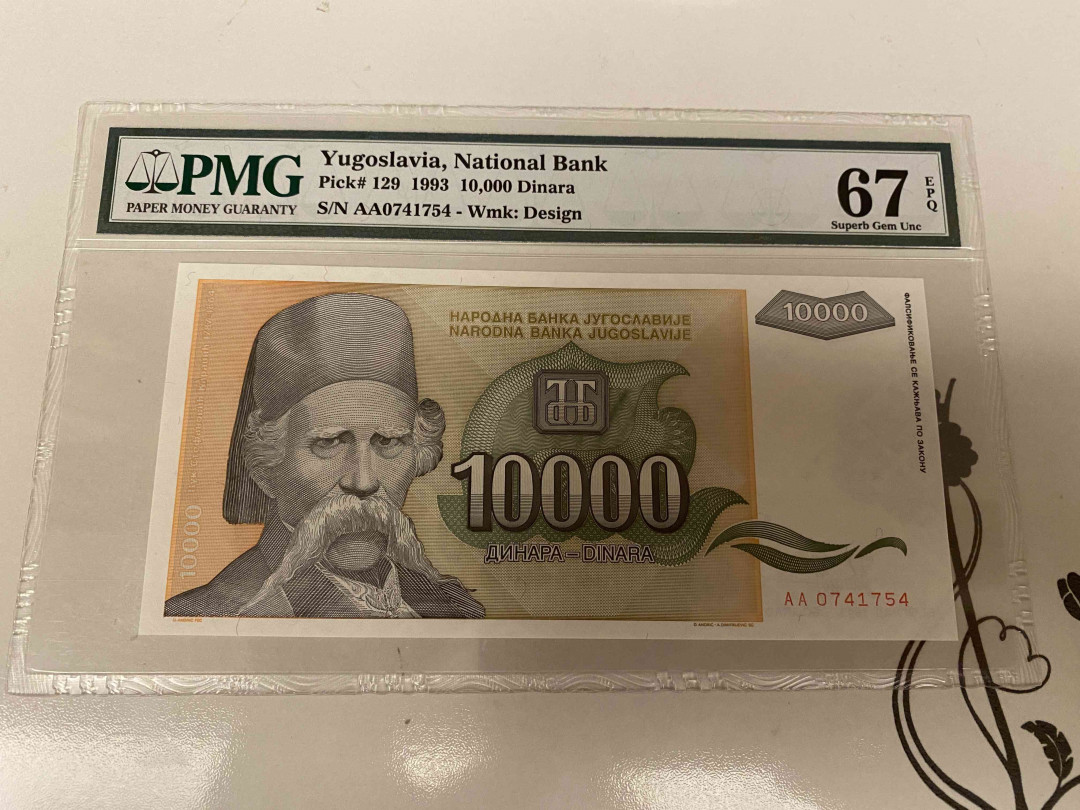 PMG
PAPER MONEY GUARANTY
Yugoslavia, National Bank
Pick# 129 1993 10,000 Dinara
S/N AA0741754 - Wmk: Design
67
EPQ
Superb Gem Unc
НАРОДНА БАНКА ЈУГОСЛАВИЈЕ
NARODNA BANKA JUGOSLAVIJE
10000
ФАЛСИФИКОВАЊЕ СЕ КАЖЊАВА ПО ЗАКОНУ
10000
ДИНАРА – DINARA
10000
AA 0741754